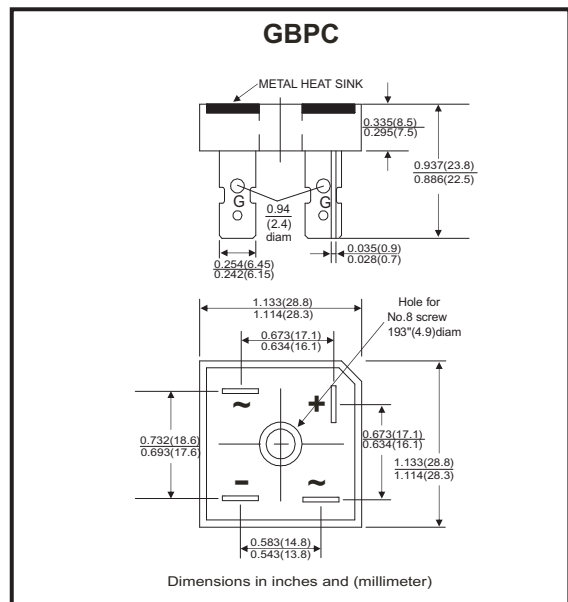 GBPC
METAL HEAT SINK
0.335(8.5)
0.295(7.5)
0.937(23.8)
0.886(22.5)
G
G
0.94
(2.4)
diam
0.035(0.9)
0.028(0.7)
0.254(6.45)
0.242(6.15)
1.133(28.8)
1.114(28.3)
Hole for
No.8 screw
193"(4.9)diam
0.673(17.1)
0.634(16.1)
~
+
0.732(18.6)
0.693(17.6)
0.673(17.1)
0.634(16.1)
1.133(28.8)
1.114(28.3)
-
~
0.583(14.8)
0.543(13.8)
Dimensions in inches and (millimeter)